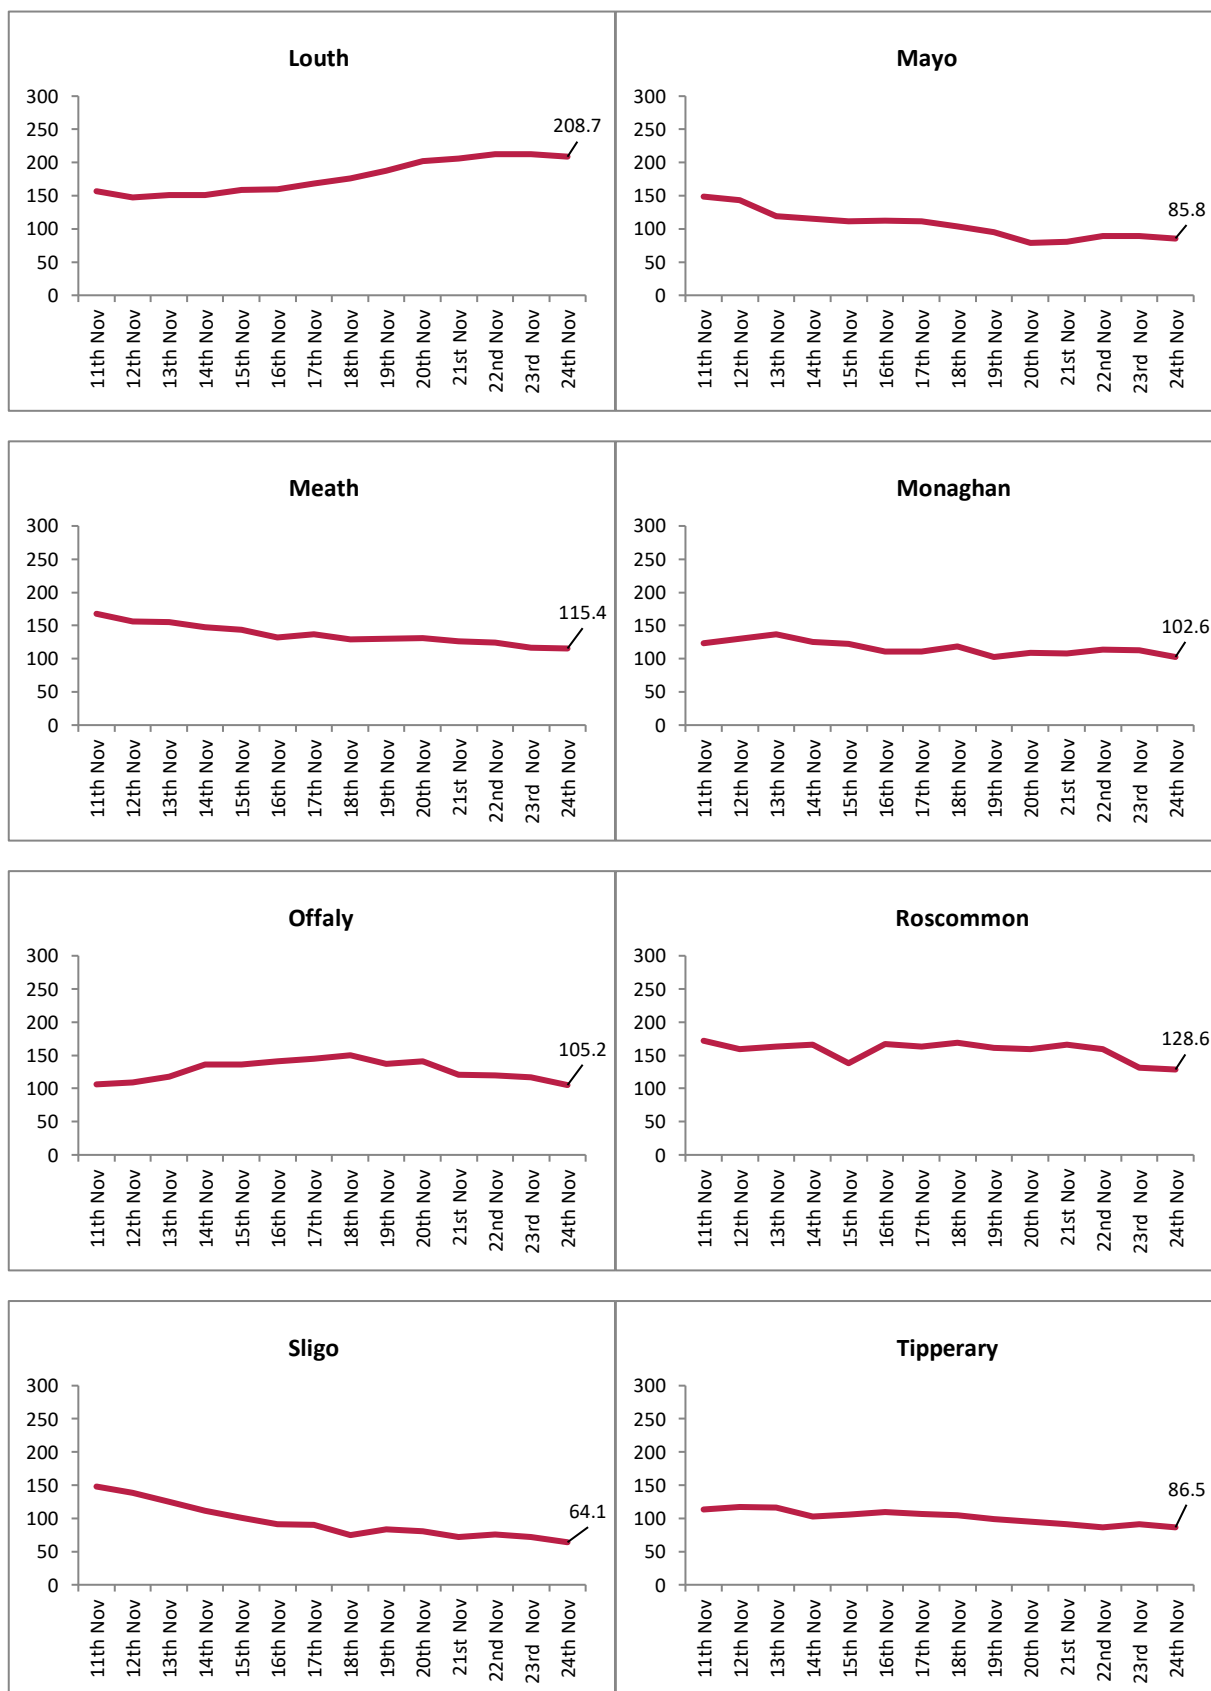 Louth
300
250
200
150
100
50
0
208.7
11th Nov
12th Nov
13th Nov
14th Nov
15th Nov
16th Nov
17th Nov
18th Nov
19th Nov
20th Nov
21st Nov
22nd Nov
23rd Nov
24th Nov
Mayo
300
250
200
150
100
50
0
85.8
11th Nov
12th Nov
13th Nov
14th Nov
15th Nov
16th Nov
17th Nov
18th Nov
19th Nov
20th Nov
21st Nov
22nd Nov
23rd Nov
24th Nov
Meath
300
250
200
150
100
50
0
115.4
11th Nov
12th Nov
13th Nov
14th Nov
15th Nov
16th Nov
17th Nov
18th Nov
19th Nov
20th Nov
21st Nov
22nd Nov
23rd Nov
24th Nov
Monaghan
300
250
200
150
100
50
0
102.6
11th Nov
12th Nov
13th Nov
14th Nov
15th Nov
16th Nov
17th Nov
18th Nov
19th Nov
20th Nov
21st Nov
22nd Nov
23rd Nov
24th Nov
Offaly
300
250
200
150
100
50
0
105.2
11th Nov
12th Nov
13th Nov
14th Nov
15th Nov
16th Nov
17th Nov
18th Nov
19th Nov
20th Nov
21st Nov
22nd Nov
23rd Nov
24th Nov
Roscommon
300
250
200
150
100
50
0
128.6
11th Nov
12th Nov
13th Nov
14th Nov
15th Nov
16th Nov
17th Nov
18th Nov
19th Nov
20th Nov
21st Nov
22nd Nov
23rd Nov
24th Nov
Sligo
300
250
200
150
100
50
0
64.1
11th Nov
12th Nov
13th Nov
14th Nov
15th Nov
16th Nov
17th Nov
18th Nov
19th Nov
20th Nov
21st Nov
22nd Nov
23rd Nov
24th Nov
Tipperary
300
250
200
150
100
50
0
86.5
11th Nov
12th Nov
13th Nov
14th Nov
15th Nov
16th Nov
17th Nov
18th Nov
19th Nov
20th Nov
21st Nov
22nd Nov
23rd Nov
24th Nov